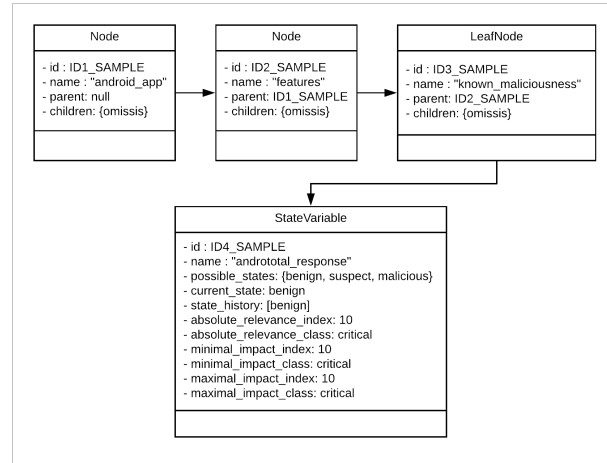 Node
- id : ID1_SAMPLE
- name : "android_app"
- parent: null
- children: {omissis}
Node
- id : ID2_SAMPLE
- name : "features"
- parent: ID1_SAMPLE
- children: {omissis}
LeafNode
- id : ID3_SAMPLE
- name : "known_maliciousness"
- parent: ID2_SAMPLE
- children: {omissis}
StateVariable
- id : ID4_SAMPLE
- name : "andrototal_response"
- possible_states: {benign, suspect, malicious}
- current_state: benign
- state_history: [benign]
- absolute_relevance_index: 10
- absolute_relevance_class: critical
- minimal_impact_index: 10
- minimal_impact_class: critical
- maximal_impact_index: 10
- maximal_impact_class: critical